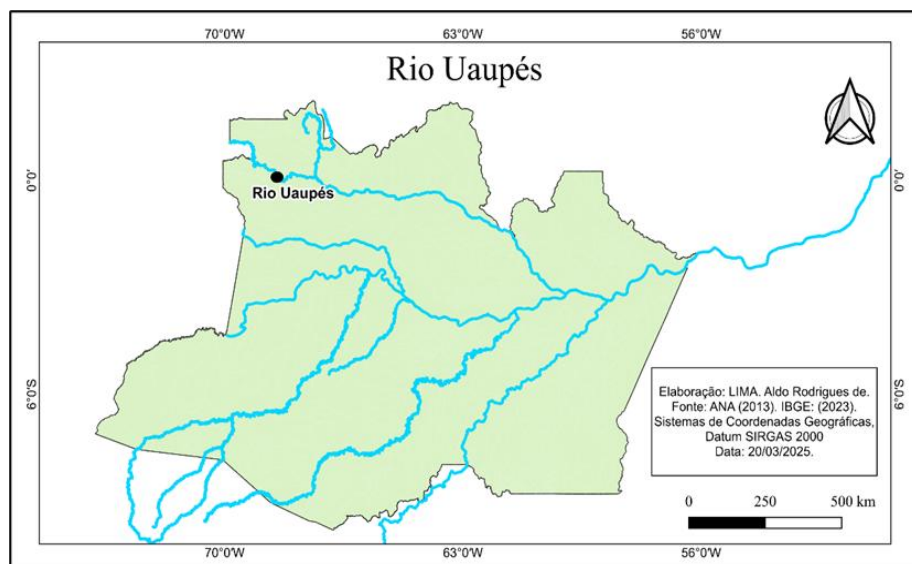 70°0'W 63°0'W 56°0'W
Rio Uaupés
0°0'
0°0'
Rio Uaupés
6°0'S
6°0'S
Elaboração: LIMA. Aldo Rodrigues de.
Fonte: ANA (2013). IBGE: (2023).
Sistemas de Coordenadas Geográficas,
Datum SIRGAS 2000
Data: 20/03/2025.
0 250 500 km
70°0'W 63°0'W 56°0'W